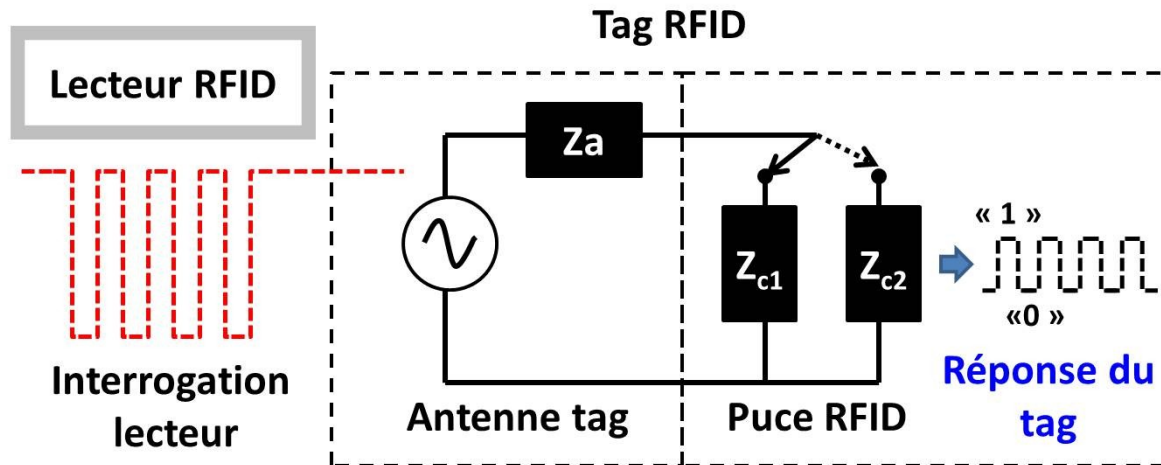 Tag RFID
Lecteur RFID
Za
Zc1
Zc2
« 1 »
«0 »
Interrogation
lecteur
Antenne tag
Puce RFID
Réponse du
tag